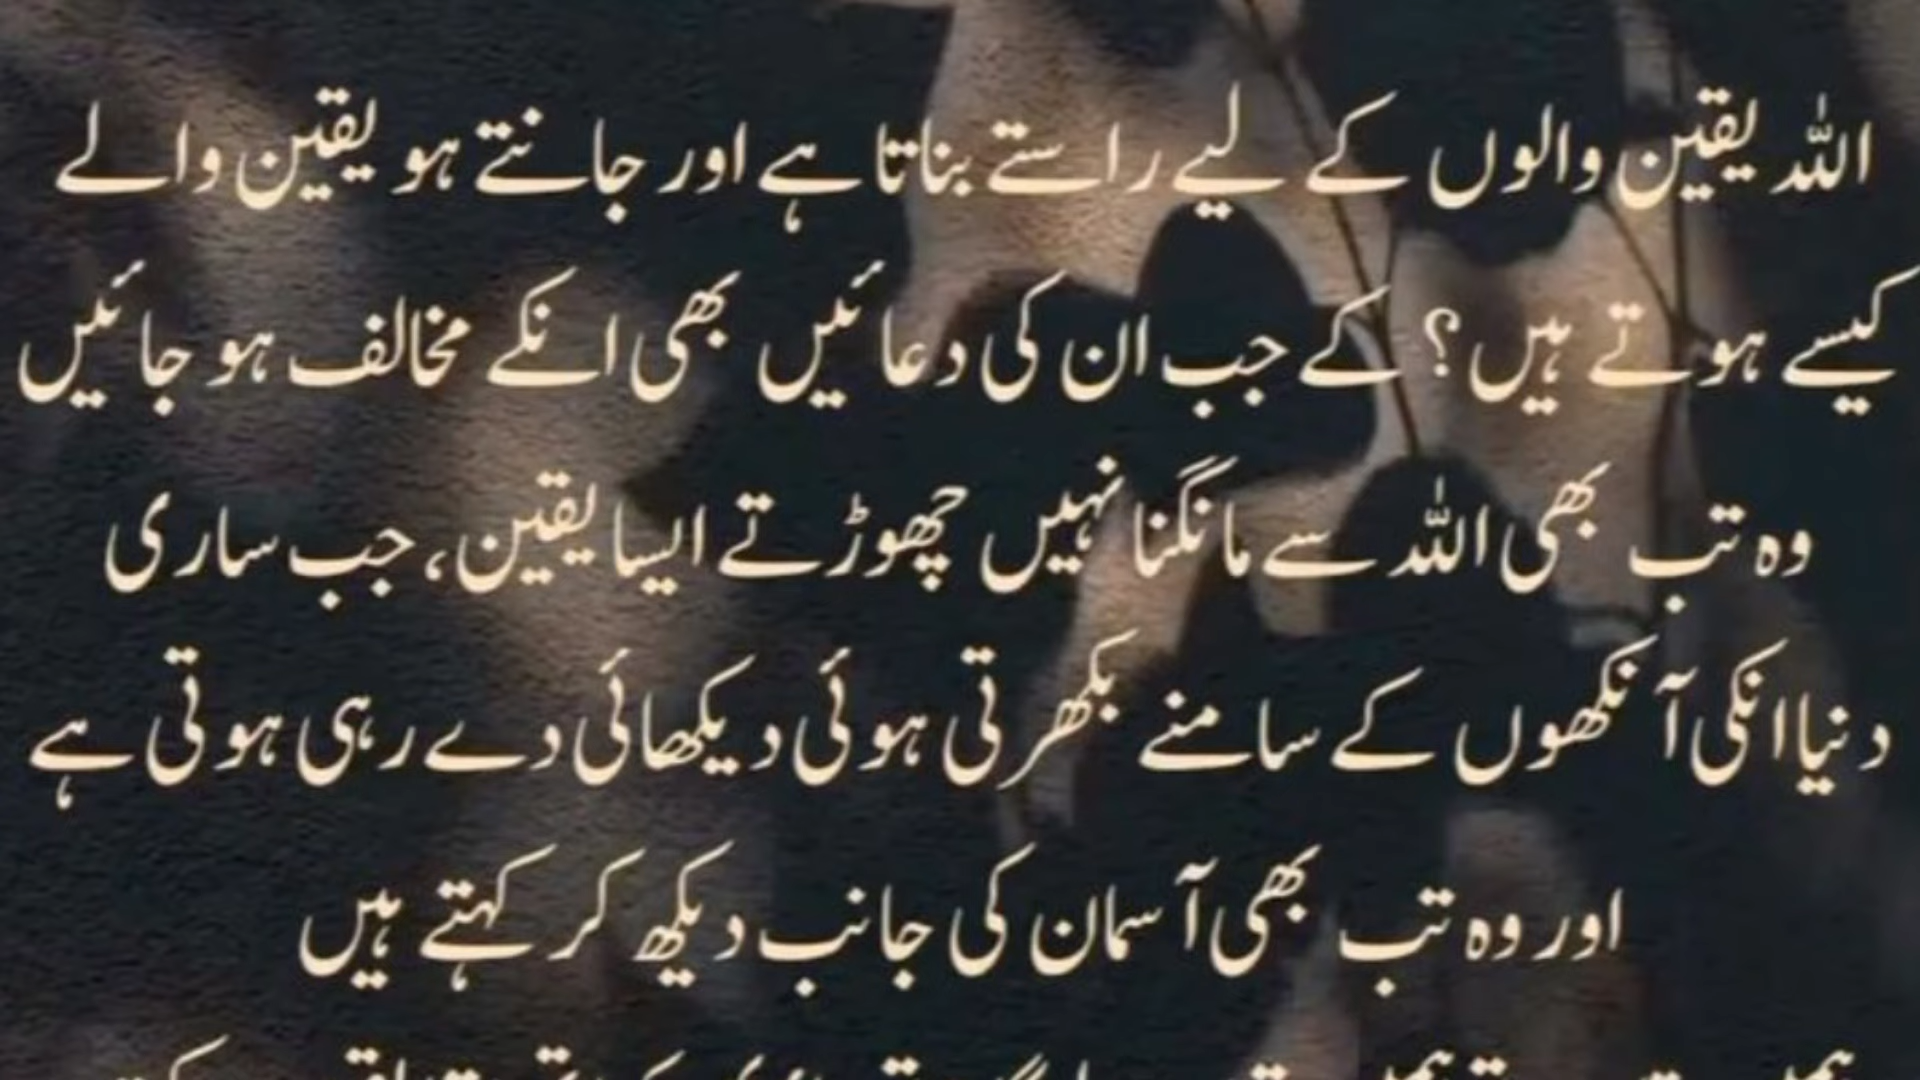 اللہ یقین والوں کے لیے راستے بناتا ہے اور جانتے ہو یقین والے
کیسے ہوتے ہیں؟ کے جب ان کی دعائیں بھی انکے مخالف ہو جائیں
وہ تب بھی اللہ سے مانگنا نہیں چھوڑتے ایسا یقین، جب ساری
دنیا انکی آنکھوں کے سامنے بکھرتی ہوئی دیکھائی دے رہی ہوتی ہے
اور وہ تب بھی آسمان کی جانب دیکھ کر کہتے ہیں